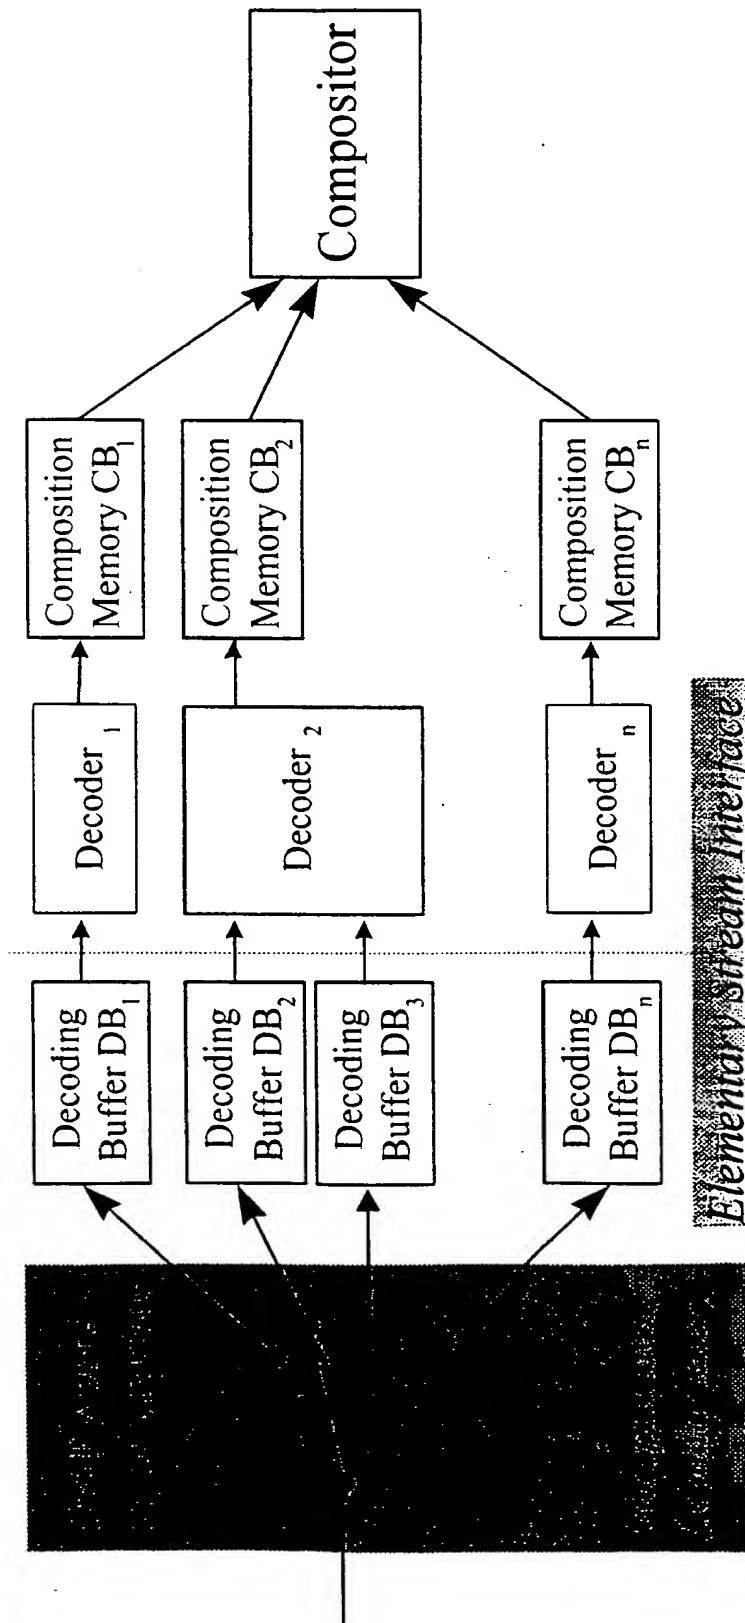 Decoding
Buffer DB1
Decoder 1
Composition
Memory CB1
Decoding
Buffer DB2
Decoding
Buffer DB3
Decoder 2
Composition
Memory CB2
Compositor
Decoding
Buffer DBn
Decoder n
Composition
Memory CBn
Elementary Stream Interface